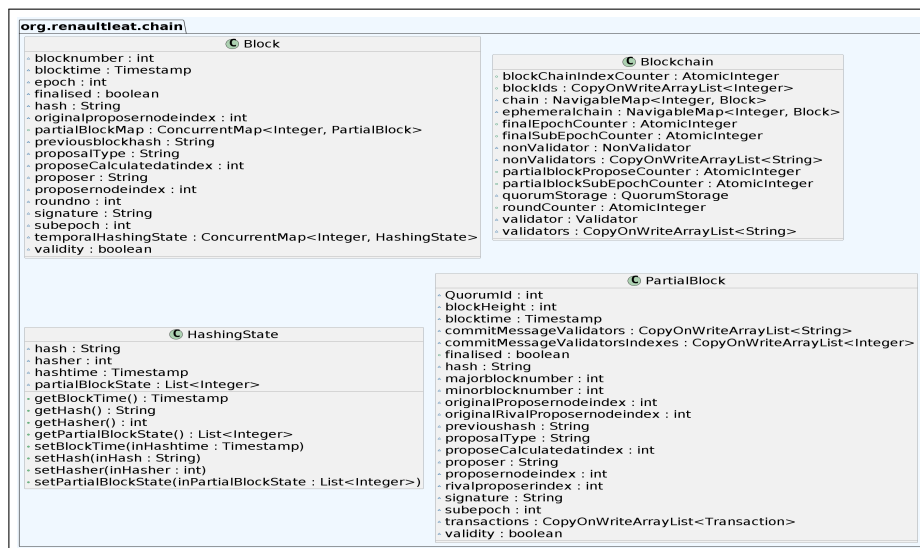 org.renaultleat.chain
C Block
blocknumber : int
blocktime : Timestamp
epoch : int
finalised : boolean
hash : String
originalproposernodeindex : int
partialBlockMap : ConcurrentMap<Integer, PartialBlock>
previousblockhash : String
proposalType : String
proposeCalculatedatindex : int
proposer : String
proposernodeindex : int
roundno : int
signature : String
subepoch : int
temporalHashingState : ConcurrentMap<Integer, HashingState>
validity : boolean
C Blockchain
blockChainIndexCounter : AtomicInteger
blockIds : CopyOnWriteArrayList<Integer>
chain : NavigableMap<Integer, Block>
ephemeralchain : NavigableMap<Integer, Block>
finalEpochCounter : AtomicInteger
finalSubEpochCounter : AtomicInteger
nonValidator : NonValidator
nonValidators : CopyOnWriteArrayList<String>
partialblockProposeCounter : AtomicInteger
partialblockSubEpochCounter : AtomicInteger
quorumStorage : QuorumStorage
roundCounter : AtomicInteger
validator : Validator
validators : CopyOnWriteArrayList<String>
C HashingState
hash : String
hasher : int
hashtime : Timestamp
partialBlockState : List<Integer>
getBlockTime() : Timestamp
getHash() : String
getHasher() : int
getPartialBlockState() : List<Integer>
setBlockTime(inHashtime : Timestamp)
setHash(inHash : String)
setHasher(inHasher : int)
setPartialBlockState(inPartialBlockState : List<Integer>)
C PartialBlock
QuorumId : int
blockHeight : int
blocktime : Timestamp
commitMessageValidators : CopyOnWriteArrayList<String>
commitMessageValidatorsIndexes : CopyOnWriteArrayList<Integer>
finalised : boolean
hash : String
majorblocknumber : int
minorblocknumber : int
originalProposernodeindex : int
originalRivalProposernodeindex : int
previoushash : String
proposalType : String
proposeCalculatedatindex : int
proposer : String
proposernodeindex : int
rivalproposerindex : int
signature : String
subepoch : int
transactions : CopyOnWriteArrayList<Transaction>
validity : boolean